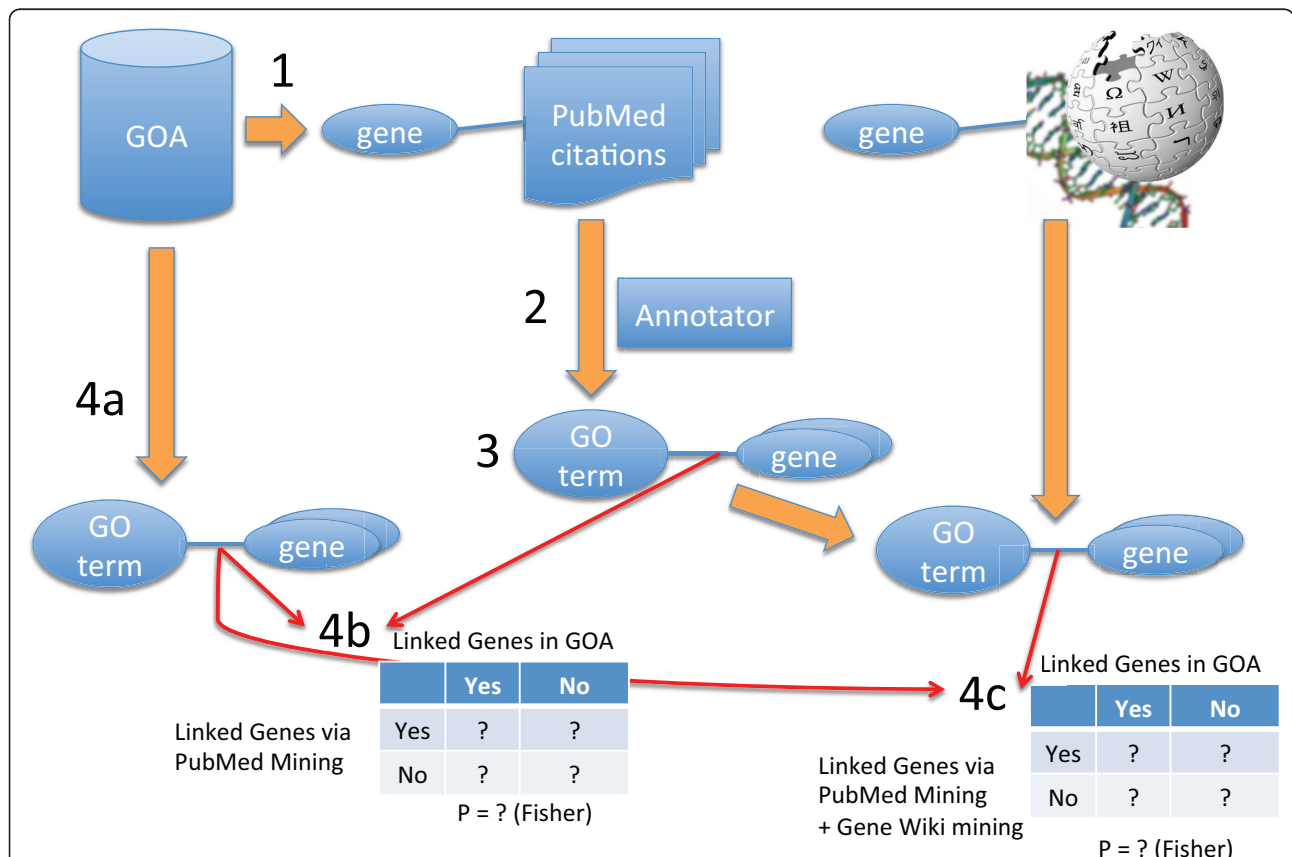 1
GOA
gene
PubMed
citations
gene
Ω
W
И
祖
2
Annotator
4a
3
GO
term
gene
GO
term
gene
GO
term
gene
4b
Linked Genes in GOA
Yes No
Linked Genes via
PubMed Mining
Yes ? ?
No ? ?
P = ? (Fisher)
4c
Linked Genes in GOA
Yes No
Linked Genes via
PubMed Mining
+ Gene Wiki mining
Yes ? ?
No ? ?
P = ? (Fisher)